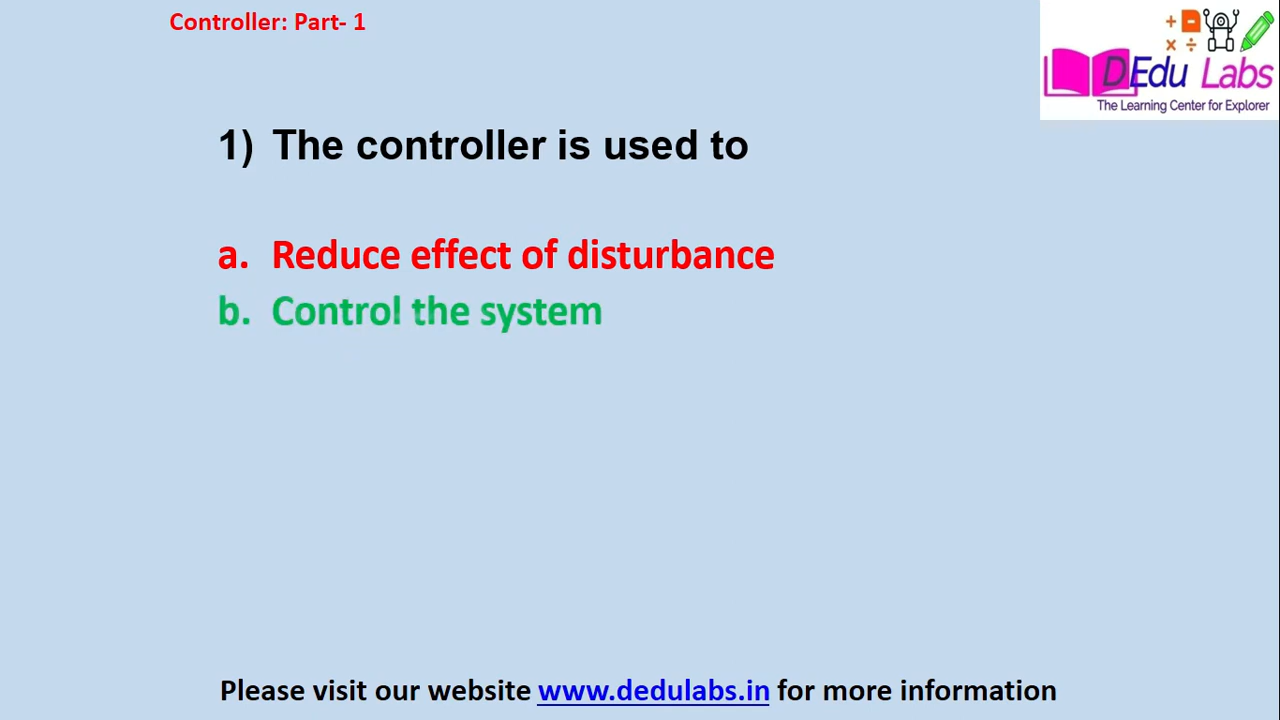 Controller: Part- 1
+ -
x ÷
DEdu Labs
The Learning Center for Explorer
1) The controller is used to
a. Reduce effect of disturbance
b. Control the system
Please visit our website www.dedulabs.in for more information